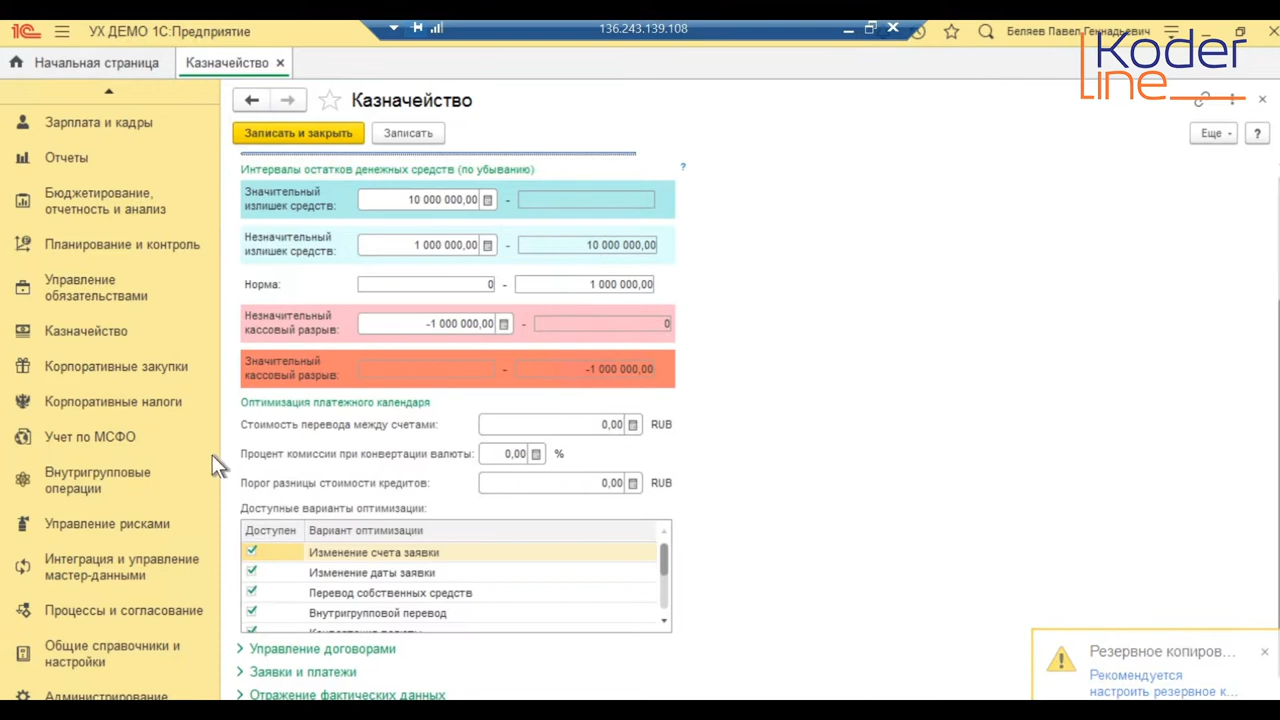 УХ ДЕМО 1С:Предприятие
136.243.139.108
Беляев Павел Геннадьевич
Koder
line
Начальная страница
Казначейство
Зарплата и кадры
Отчеты
Бюджетирование,
отчетность и анализ
Планирование и контроль
Управление
обязательствами
Казначейство
Корпоративные закупки
Корпоративные налоги
Учет по МСФО
Внутригрупповые
операции
Управление рисками
Интеграция и управление
мастер-данными
Процессы и согласование
Общие справочники и
настройки
Администрирование
Казначейство
Записать и закрыть
Записать
Еще
?
Интервалы остатков денежных средств (по убыванию)
?
Значительный
излишек средств:
10 000 000,00
-
Незначительный
излишек средств:
1 000 000,00
-
10 000 000,00
Норма:
0
-
1 000 000,00
Незначительный
кассовый разрыв:
-1 000 000,00
-
0
Значительный
кассовый разрыв:
-
-1 000 000,00
Оптимизация платежного календаря
Стоимость перевода между счетами:
0,00
RUB
Процент комиссии при конвертации валюты:
0,00
%
Порог разницы стоимости кредитов:
0,00
RUB
Доступные варианты оптимизации:
Доступен
Вариант оптимизации
Изменение счета заявки
Изменение даты заявки
Перевод собственных средств
Внутригрупповой перевод
Управление договорами
Заявки и платежи
Отражение фактических данных
Резервное копиров...
Рекомендуется
настроить резервное к...